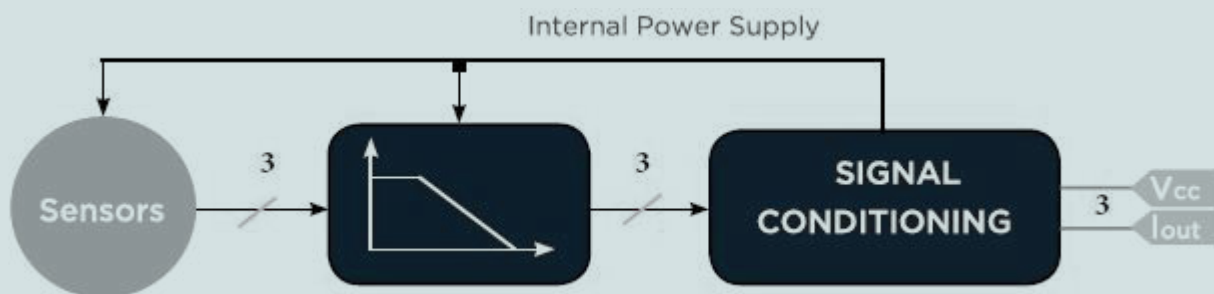 Internal Power Supply
Sensors
3
3
SIGNAL
CONDITIONING
3
Vcc
Iout